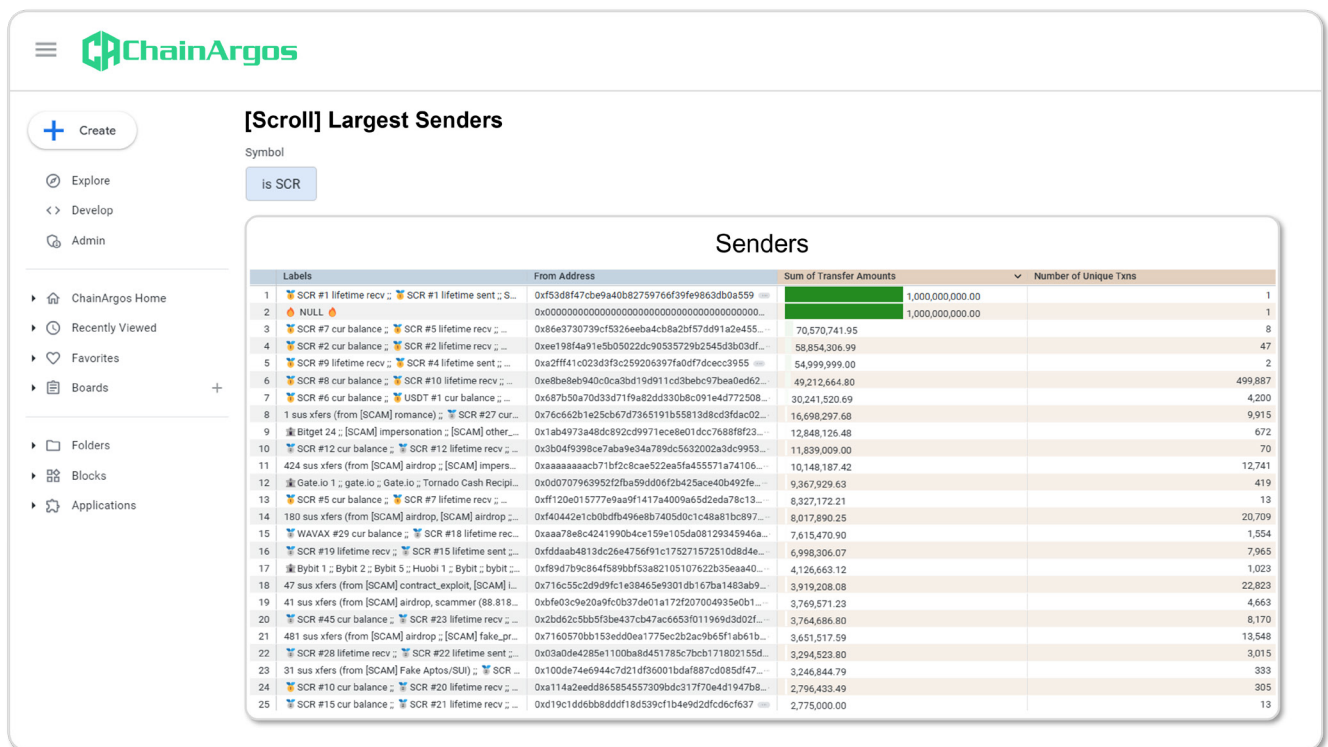 ChainArgos
Create
Explore
Develop
Admin
ChainArgos Home
Recently Viewed
Favorites
Boards
Folders
Blocks
Applications
[Scroll] Largest Senders
Symbol
is SCR
Senders
Labels From Address Sum of Transfer Amounts Number of Unique Txns
1 🥇SCR #1 lifetime recv ;; 🥇SCR #1 lifetime sent ;; S... 0xf53d8f47cbe9a40b82759766f39fe9863db0a559 1,000,000,000.00 1
2 🔥 NULL 🔥 0x00000000000000000000000000000000000... 1,000,000,000.00 1
3 🥇SCR #7 cur balance ;; 🥇SCR #5 lifetime recv ;; ... 0x86e3730739cf5326eeba4cb8a2bf57dd91a2e455... 70,570,741.95 8
4 🥇SCR #2 cur balance ;; 🥇SCR #2 lifetime recv ;; ... 0xee198f4a91e5b05022dc90535729b2545d3b03df... 58,854,306.99 47
5 🥇SCR #9 lifetime recv ;; 🥇SCR #4 lifetime sent ;; ... 0xa2fff41c023d3f3c259206397fa0df7dcecc3955 54,999,999.00 2
6 🥇SCR #8 cur balance ;; 🥇SCR #10 lifetime recv ;; ... 0xe8be8eb940c0ca3bd19d911cd3bebc97bea0ed62... 49,212,664.80 499,887
7 🥇SCR #6 cur balance ;; 🥇USDT #1 cur balance ;; ... 0x687b50a70d33d71f9a82dd330b8c091e4d772508... 30,241,520.69 4,200
8 1 sus xfers (from [SCAM] romance) ;; 🥈SCR #27 cur... 0x76c662b1e25cb67d7365191b55813d8cd3fdac02... 16,698,297.68 9,915
9 🏦Bitget 24 ;; [SCAM] impersonation ;; [SCAM] other_... 0x1ab4973a48dc892cd9971ece8e01dcc7688f8f23... 12,848,126.48 672
10 🥈SCR #12 cur balance ;; 🥈SCR #12 lifetime recv ;; ... 0x3b04f9398ce7aba9e34a789dc5632002a3dc9953... 11,839,009.00 70
11 424 sus xfers (from [SCAM] airdrop ;; [SCAM] impers... 0xaaaaaaaacb71bf2c8cae522ea5fa455571a74106... 10,148,187.42 12,741
12 🏦Gate.io 1 ;; gate.io ;; Gate.io ;; Tornado Cash Recipi... 0x0d0707963952f2fba59dd06f2b425ace40b492fe... 9,367,929.63 419
13 🥇SCR #5 cur balance ;; 🥇SCR #7 lifetime recv ;; ... 0xff120e015777e9aa9f1417a4009a65d2eda78c13... 8,327,172.21 13
14 180 sus xfers (from [SCAM] airdrop, [SCAM] airdrop ;... 0xf40442e1cb0bdfb496e8b7405d0c1c48a81bc897... 8,017,890.25 20,709
15 🥈WAVAX #29 cur balance ;; 🥈SCR #18 lifetime rec... 0xaaa78e8c4241990b4ce159e105da08129345946a... 7,615,470.90 1,554
16 🥈SCR #19 lifetime recv ;; 🥈SCR #15 lifetime sent ;;... 0xfddaab4813dc26e4756f91c175271572510d8d4e... 6,998,306.07 7,965
17 🏦Bybit 1 ;; Bybit 2 ;; Bybit 5 ;; Huobi 1 ;; Bybit ;; bybit ;;... 0xf89d7b9c864f589bbf53a82105107622b35eaa40... 4,126,663.12 1,023
18 47 sus xfers (from [SCAM] contract_exploit, [SCAM] i... 0x716c55c2d9d9fc1e38465e9301db167ba1483ab9... 3,919,208.08 22,823
19 41 sus xfers (from [SCAM] airdrop, scammer (88.818... 0xbfe03c9e20a9fc0b37de01a172f207004935e0b1... 3,769,571.23 4,663
20 🥈SCR #45 cur balance ;; 🥈SCR #23 lifetime recv ;; ... 0x2bd62c5bb5f3be437cb47ac6653f011969d3d02f... 3,764,686.80 8,170
21 481 sus xfers (from [SCAM] airdrop ;; [SCAM] fake_pr... 0x7160570bb153edd0ea1775ec2b2ac9b65f1ab61b... 3,651,517.59 13,548
22 🥈SCR #28 lifetime recv ;; 🥈SCR #22 lifetime sent ;;... 0x03a0de4285e1100ba8d451785c7bcb171802155d... 3,294,523.80 3,015
23 31 sus xfers (from [SCAM] Fake Aptos/SUI) ;; 🥈SCR ... 0x100de74e6944c7d21df36001bdaf887cd085df47... 3,246,844.79 333
24 🥇SCR #10 cur balance ;; 🥈SCR #20 lifetime recv ;; ... 0xa114a2eedd865854557309bdc317f70e4d1947b8... 2,796,433.49 305
25 🥈SCR #15 cur balance ;; 🥈SCR #21 lifetime recv ;; ... 0xd19c1dd6bb8dddf18d539cf1b4e9d2dfcd6cf637 2,775,000.00 13